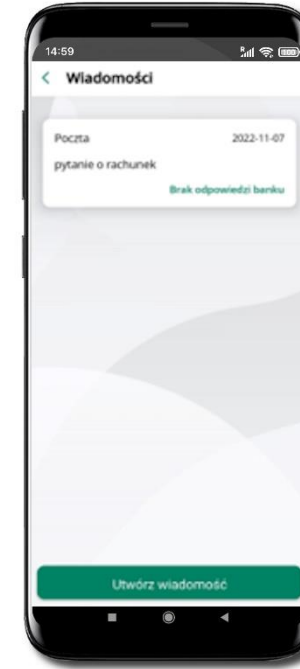 14:59
Wiadomości
Poczta 2022-11-07
pytanie o rachunek
Brak odpowiedzi banku
Utwórz wiadomość